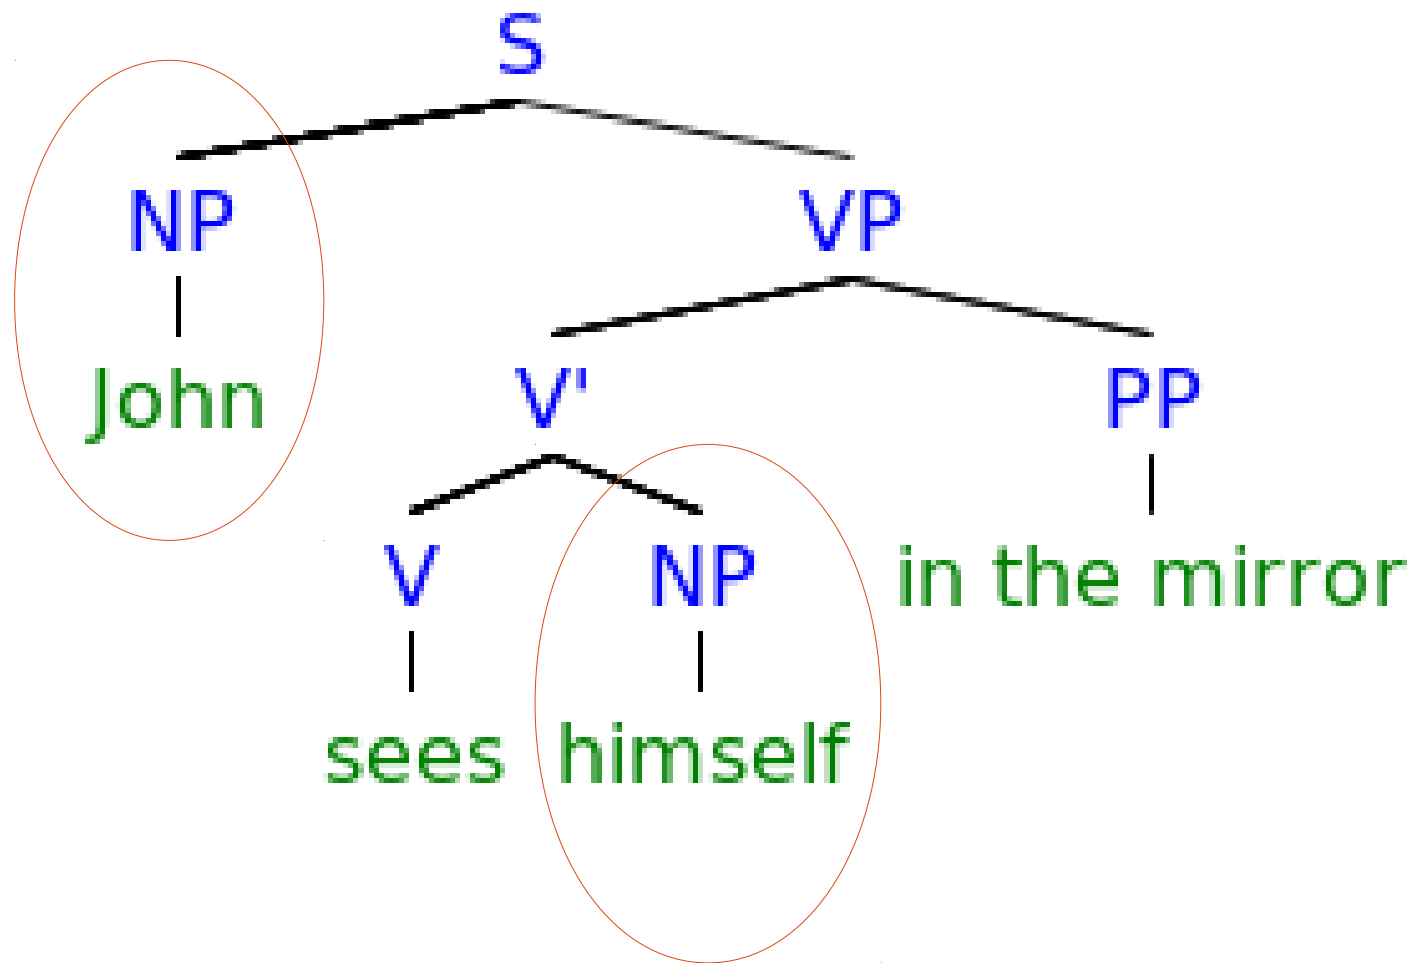 S
NP VP
John V' PP
V NP in the mirror
sees himself